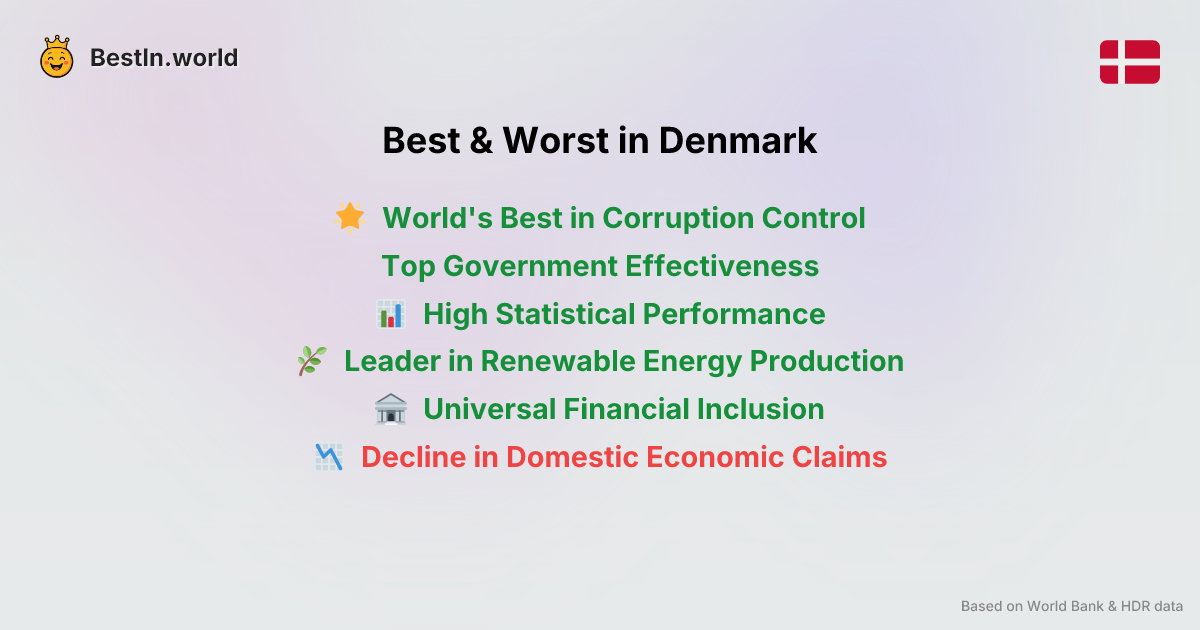 BestIn.world
Best & Worst in Denmark
World's Best in Corruption Control
Top Government Effectiveness
High Statistical Performance
Leader in Renewable Energy Production
Universal Financial Inclusion
Decline in Domestic Economic Claims
Based on World Bank & HDR data